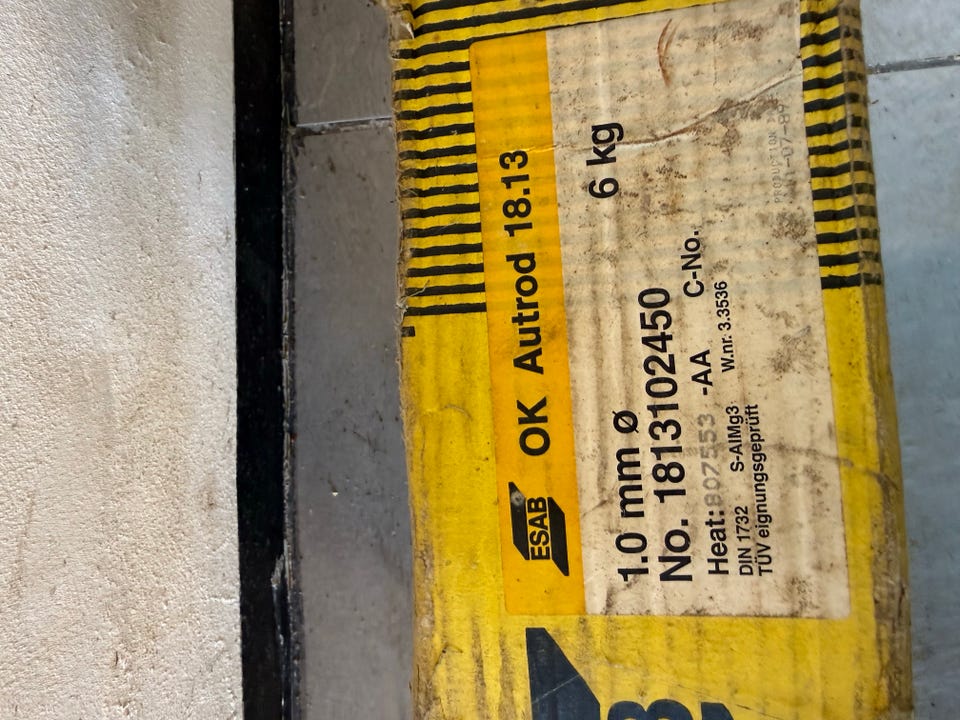 ESAB
OK Autrod 18.13
1.0 mm ø 6 kg
No. 1813102450
Heat: 807553 -AA C-No.
DIN 1732 S-AlMg3 W.nr. 3.3536
TÜV eignungsgeprüft
PRODUCTION